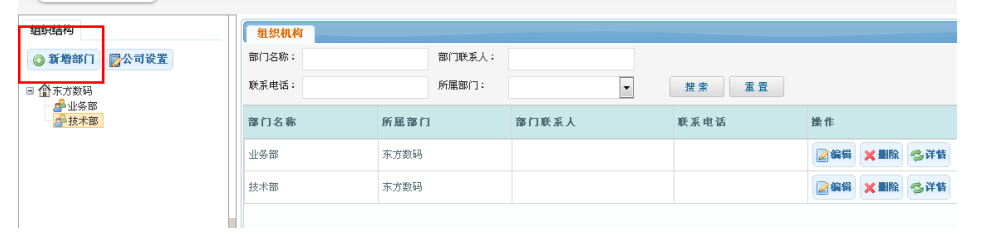 组织结构
新增部门 公司设置
东方数码
业务部
技术部
组织机构
部门名称： 部门联系人：
联系电话： 所属部门： 搜索 重置
部门名称 所属部门 部门联系人 联系电话 操作
业务部 东方数码 编辑 删除 详情
技术部 东方数码 编辑 删除 详情